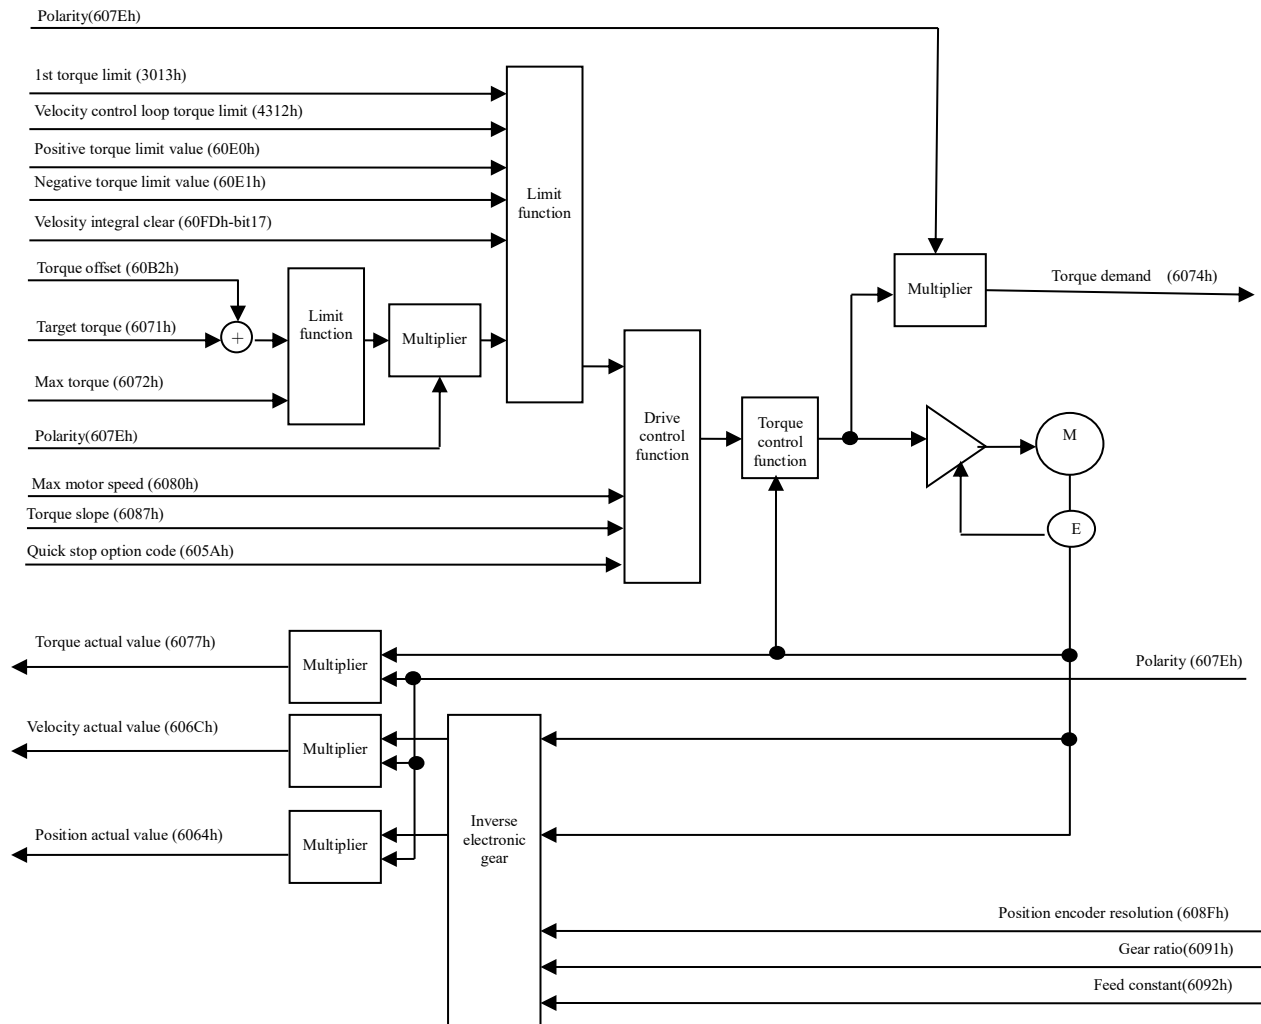 Polarity(607Eh)
1st torque limit (3013h)
Velocity control loop torque limit (4312h)
Positive torque limit value (60E0h)
Negative torque limit value (60E1h)
Velosity integral clear (60FDh-bit17)
Limit
function
Torque offset (60B2h)
Target torque (6071h)
+
Max torque (6072h)
Polarity(607Eh)
Limit
function
Multiplier
Multiplier
Torque demand (6074h)
Max motor speed (6080h)
Torque slope (6087h)
Quick stop option code (605Ah)
Drive
control
function
Torque
control
function
M
E
Torque actual value (6077h)
Multiplier
Polarity (607Eh)
Velocity actual value (606Ch)
Multiplier
Position actual value (6064h)
Multiplier
Inverse
electronic
gear
Position encoder resolution (608Fh)
Gear ratio(6091h)
Feed constant(6092h)